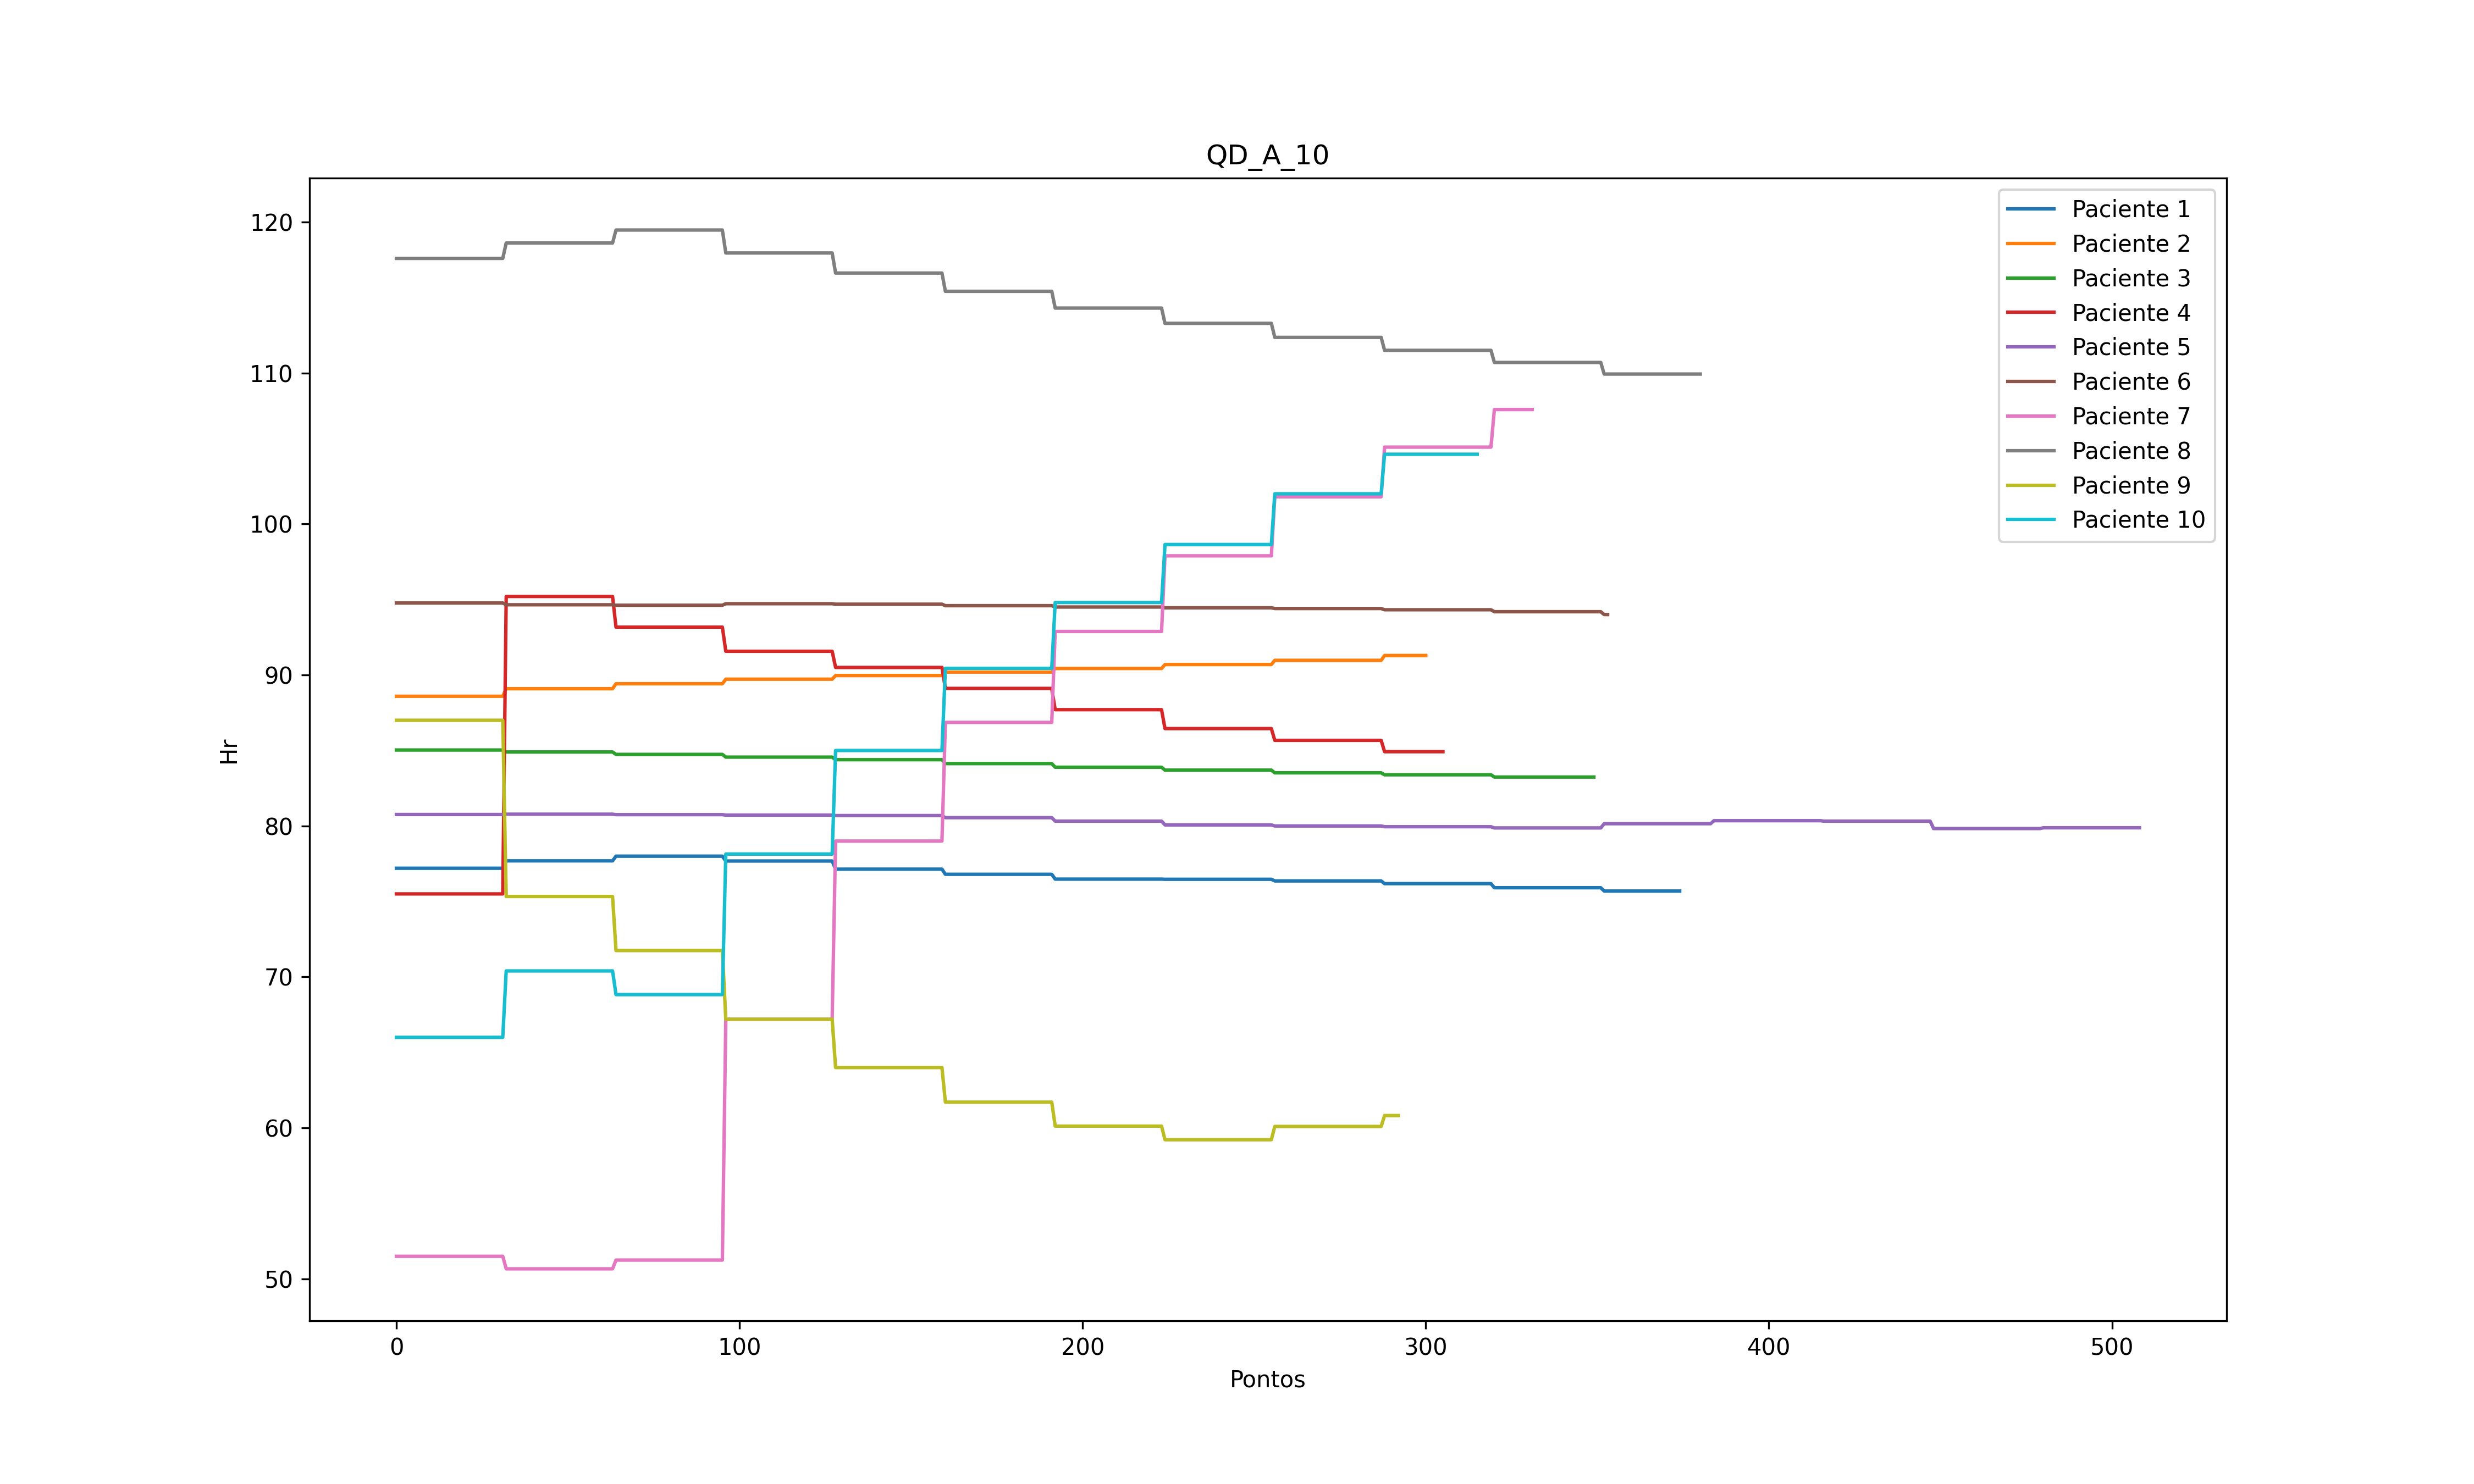 QD_A_10
120
110
100
90
80
70
60
50
Hr
0 100 200 300 400 500
Pontos
Paciente 1
Paciente 2
Paciente 3
Paciente 4
Paciente 5
Paciente 6
Paciente 7
Paciente 8
Paciente 9
Paciente 10